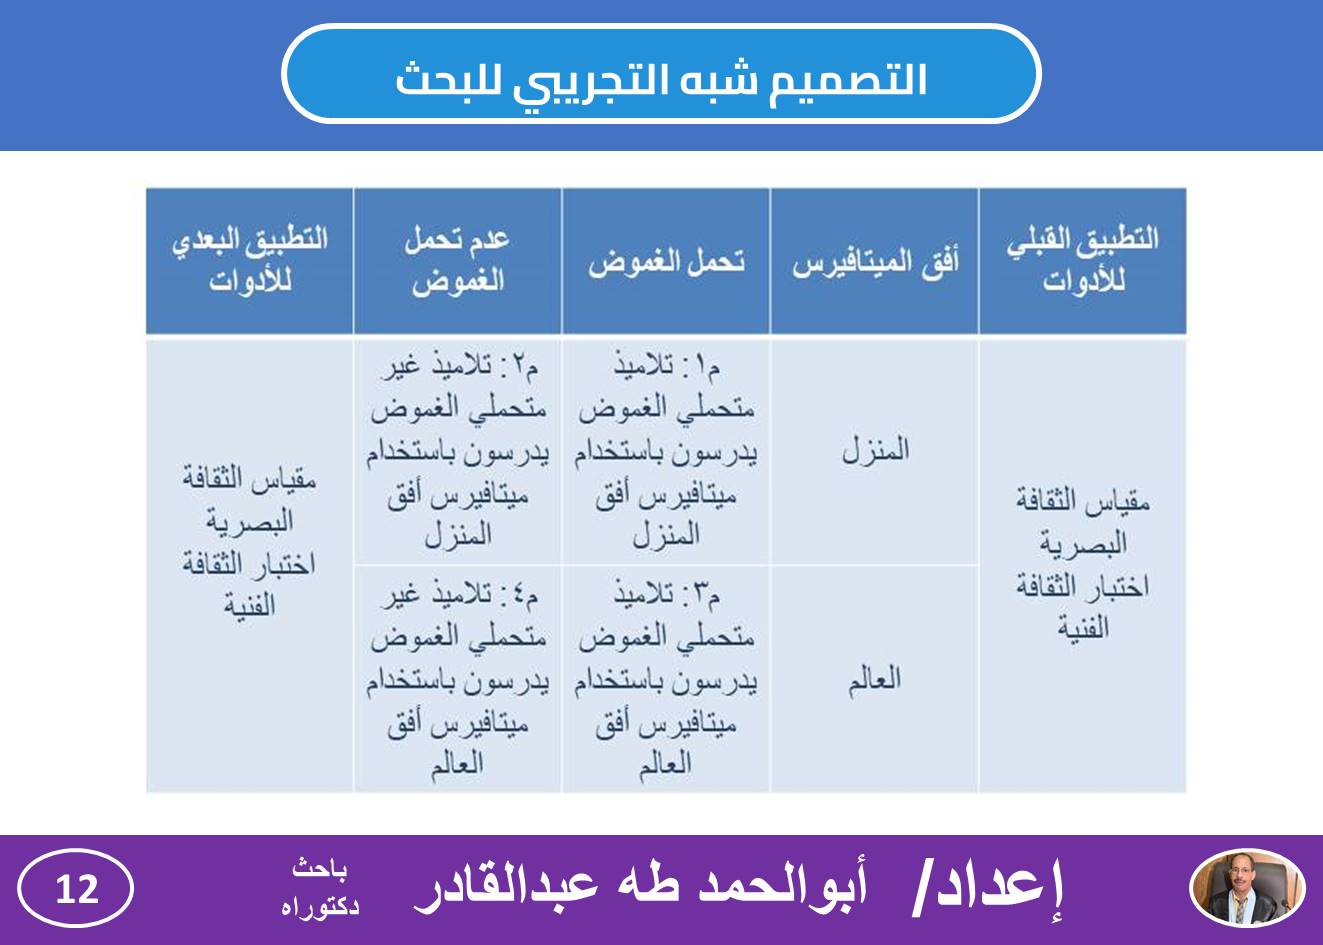 التصميم شبه التجريبي للبحث
التطبيق القبلي
للأدوات
أفق الميتافيرس
تحمل الغموض
عدم تحمل
الغموض
التطبيق البعدي
للأدوات
مقياس الثقافة
البصرية
اختبار الثقافة
الفنية
المنزل
م١: تلاميذ
متحملي الغموض
يدرسون باستخدام
ميتافيرس أفق
المنزل
م٢: تلاميذ غير
متحملي الغموض
يدرسون باستخدام
ميتافيرس أفق
المنزل
مقياس الثقافة
البصرية
اختبار الثقافة
الفنية
العالم
م٣: تلاميذ
متحملي الغموض
يدرسون باستخدام
ميتافيرس أفق
العالم
م٤: تلاميذ غير
متحملي الغموض
يدرسون باستخدام
ميتافيرس أفق
العالم
إعداد/ أبوالحمد طه عبدالقادر
باحث
دكتوراه
12